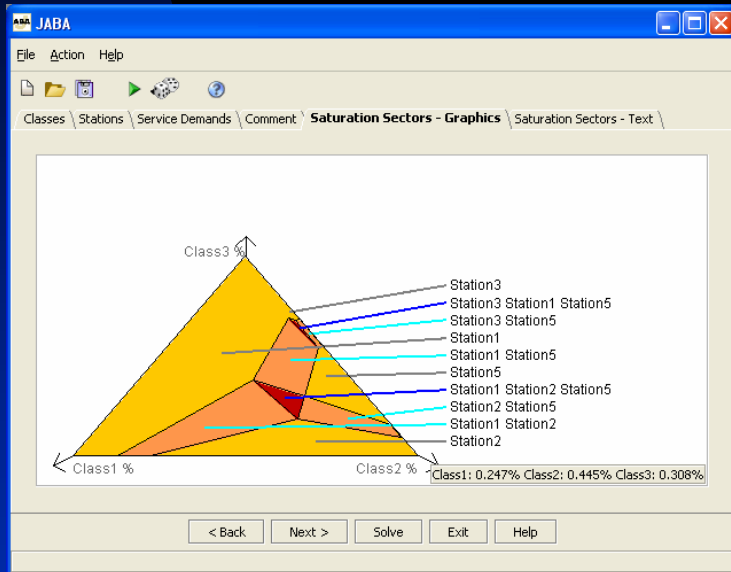 JABA
File Action Help
Classes Stations Service Demands Comment Saturation Sectors - Graphics Saturation Sectors - Text
Class3 %
Station3
Station3 Station1 Station5
Station3 Station5
Station1
Station1 Station5
Station5
Station1 Station2 Station5
Station2 Station5
Station1 Station2
Station2
Class1 %
Class2 %
Class1: 0.247% Class2: 0.445% Class3: 0.308%
< Back Next > Solve Exit Help